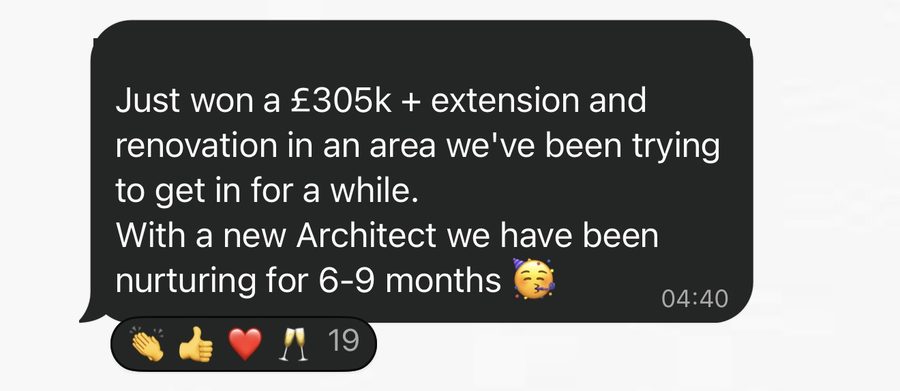 Just won a £305k + extension and
renovation in an area we've been trying
to get in for a while.
With a new Architect we have been
nurturing for 6-9 months 🥳
04:40
👏 👍 ❤️ 🥂 19